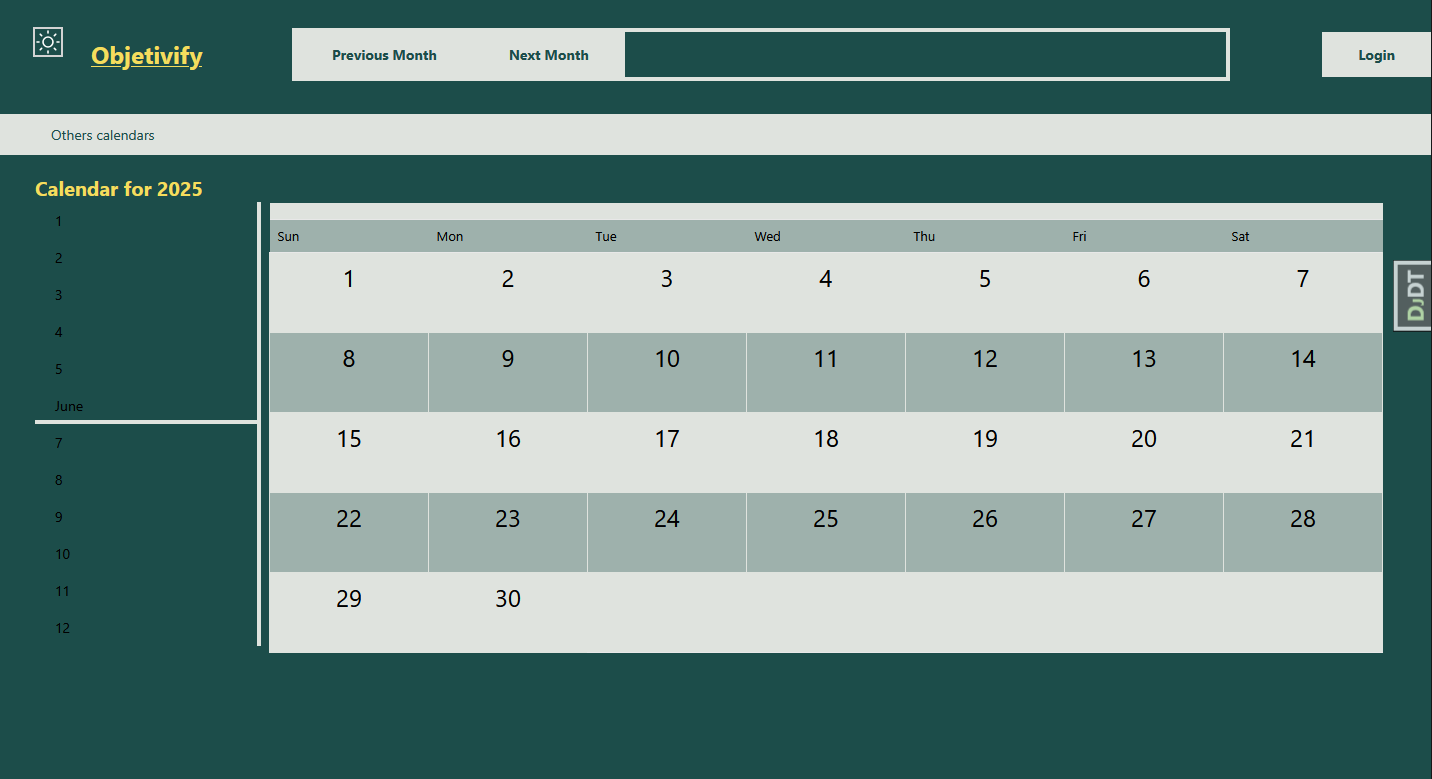 Objetivify
Previous Month Next Month
Login
Others calendars
Calendar for 2025
1
2
3
4
5
June
7
8
9
10
11
12
Sun Mon Tue Wed Thu Fri Sat
1 2 3 4 5 6 7
8 9 10 11 12 13 14
15 16 17 18 19 20 21
22 23 24 25 26 27 28
29 30
DJDT